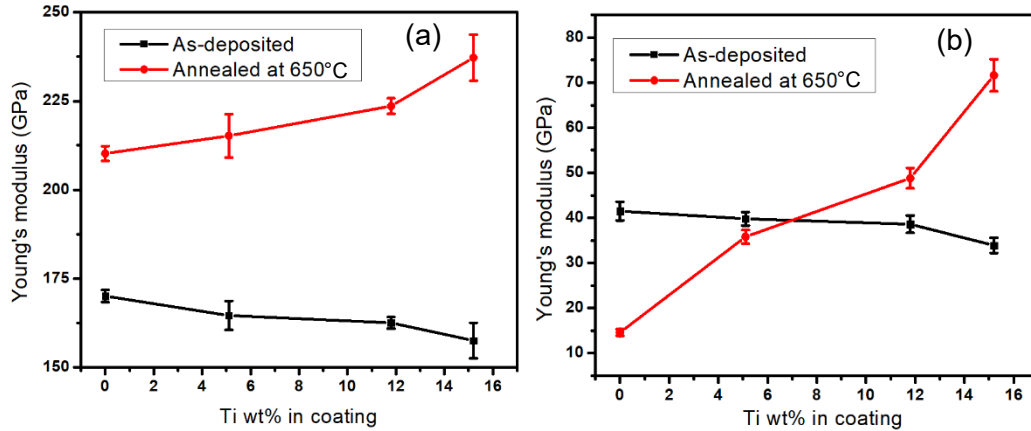 (a)
As-deposited
Annealed at 650°C
Young's modulus (GPa)
250
225
200
175
150
0 2 4 6 8 10 12 14 16
Ti wt% in coating
(b)
As-deposited
Annealed at 650°C
Young's modulus (GPa)
80
70
60
50
40
30
20
10
0 2 4 6 8 10 12 14 16
Ti wt% in coating